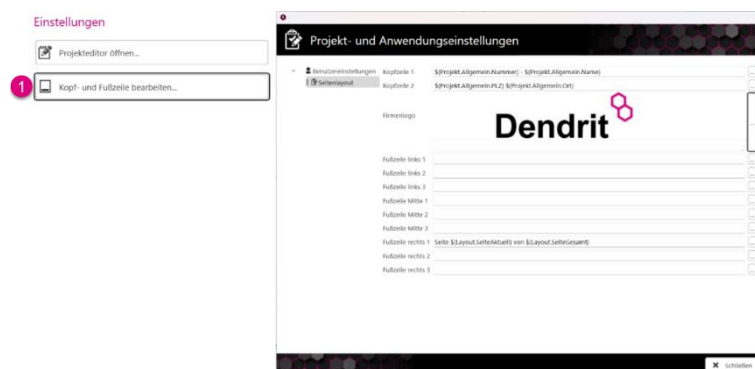 Einstellungen
Projekteditor öffnen...
1
Kopf- und Fußzeile bearbeiten...
Projekt- und Anwendungseinstellungen
Benutzereinstellungen
Seitenlayout
Kopfzeile 1 $(Projekt.Allgemein.Nummer) - $(Projekt.Allgemein.Name)
Kopfzeile 2 $(Projekt.Allgemein.PLZ) $(Projekt.Allgemein.Ort)
Firmenlogo
Dendrit
Fußzeile links 1
Fußzeile links 2
Fußzeile links 3
Fußzeile Mitte 1
Fußzeile Mitte 2
Fußzeile Mitte 3
Fußzeile rechts 1 Seite $(Layout.SeiteAktuell) von $(Layout.SeiteGesamt)
Fußzeile rechts 2
Fußzeile rechts 3
Schließen